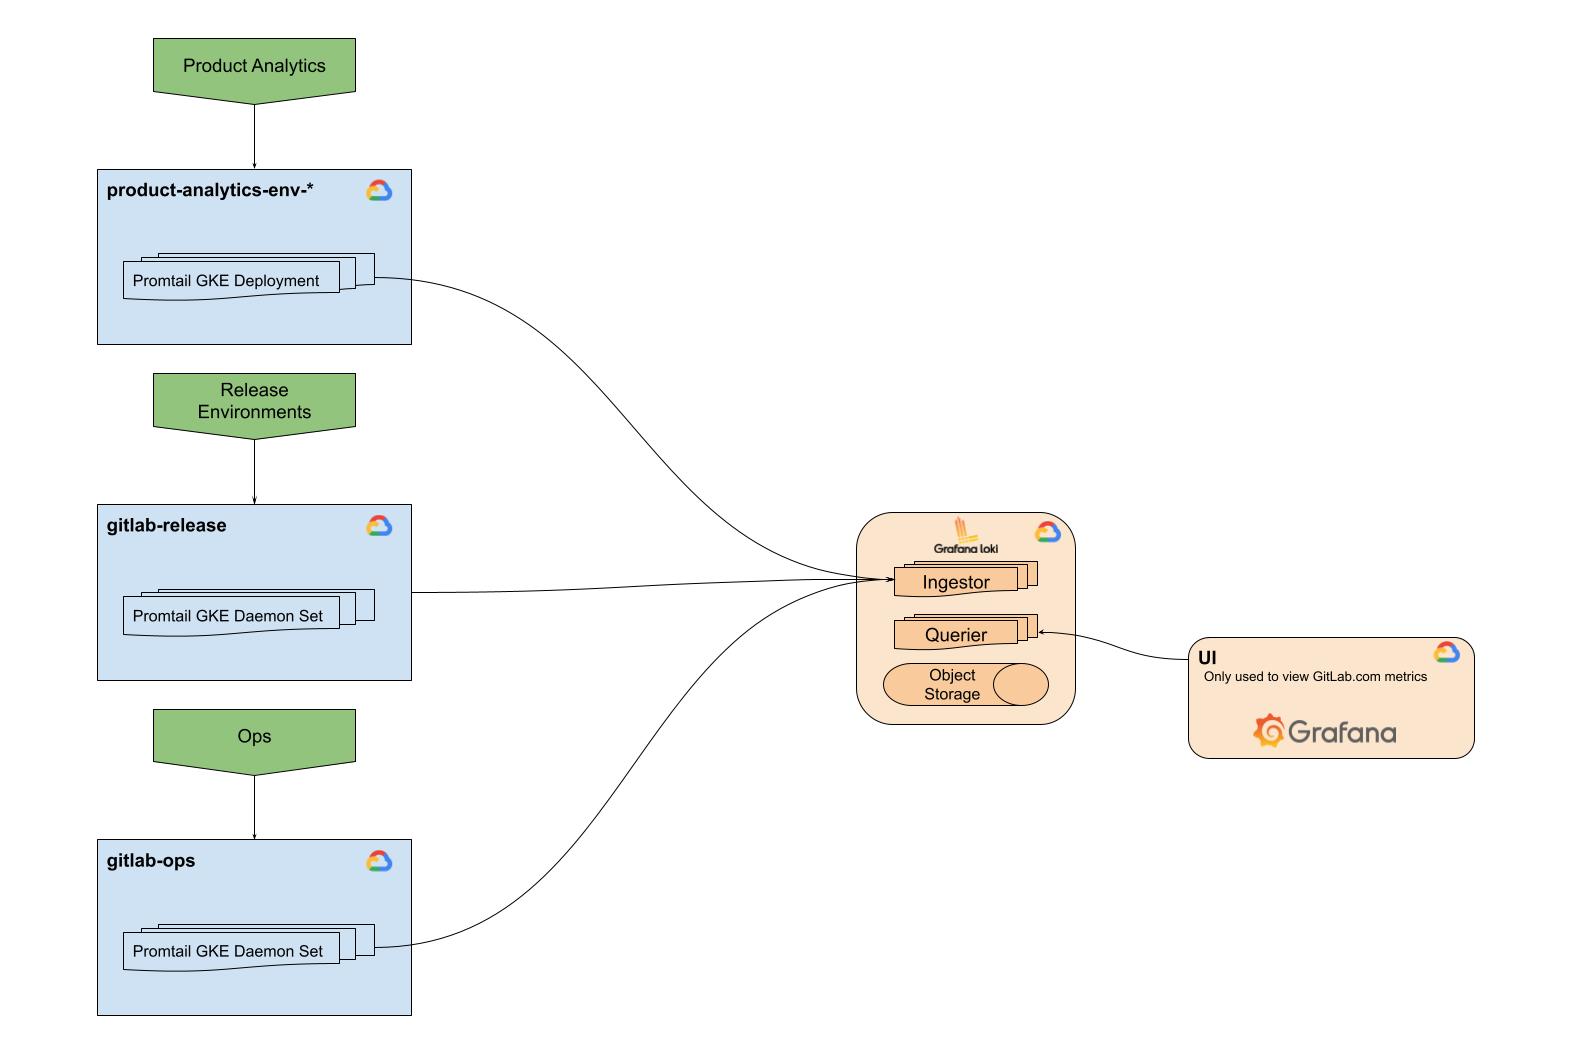 Product Analytics
product-analytics-env-*
Promtail GKE Deployment
Release
Environments
gitlab-release
Promtail GKE Daemon Set
Ops
gitlab-ops
Promtail GKE Daemon Set
Grafana loki
Ingestor
Querier
Object
Storage
UI
Only used to view GitLab.com metrics
Grafana